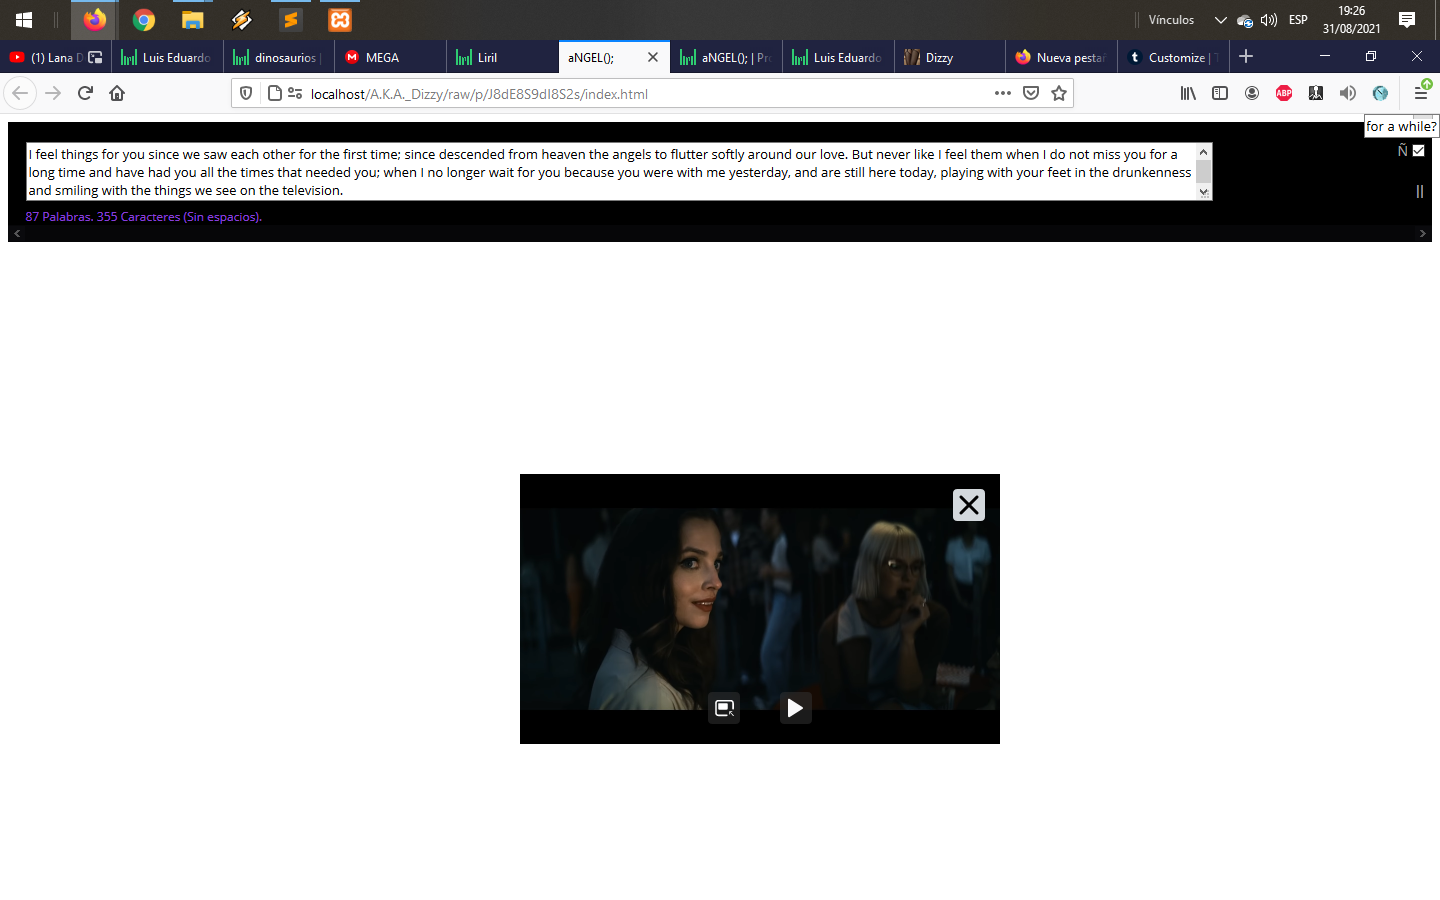 Vínculos
ESP
19:26
31/08/2021
(1) Lana D
Luis Eduardo
dinosaurios |
MEGA
Liril
aNGEL();
aNGEL(); | Pro
Luis Eduardo
Dizzy
Nueva pestañ
Customize | T
localhost/A.K.A._Dizzy/raw/p/J8dE8S9dI8S2s/index.html
ABP
for a while?
I feel things for you since we saw each other for the first time; since descended from heaven the angels to flutter softly around our love. But never like I feel them when I do not miss you for a
long time and have had you all the times that needed you; when I no longer wait for you because you were with me yesterday, and are still here today, playing with your feet in the drunkenness
and smiling with the things we see on the television.
Ñ
||
87 Palabras. 355 Caracteres (Sin espacios).